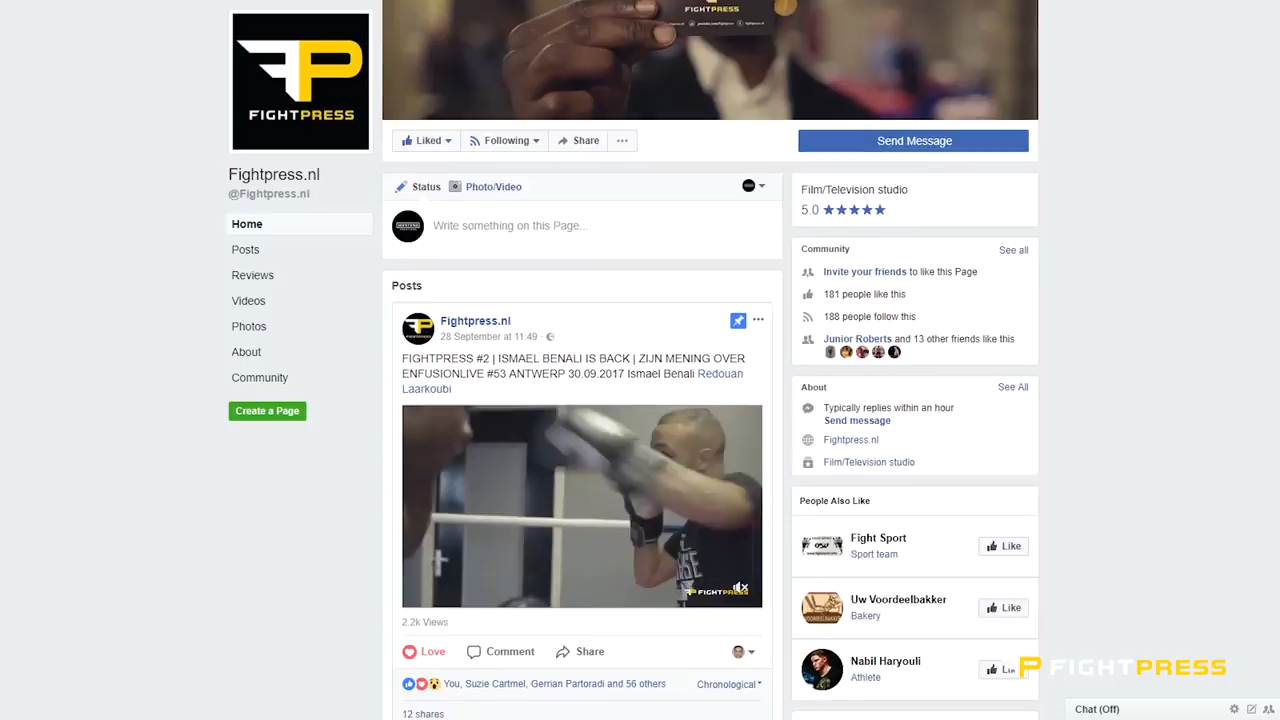 FIGHTPRESS
FP
FIGHTPRESS
Fightpress.nl
@Fightpress.nl
Home
Posts
Reviews
Videos
Photos
About
Community
Create a Page
Liked
Following
Share
...
Send Message
Status
Photo/Video
Write something on this Page...
Posts
Fightpress.nl
28 September at 11:49 ·
FIGHTPRESS #2 | ISMAEL BENALI IS BACK | ZIJN MENING OVER
ENFUSIONLIVE #53 ANTWERP 30.09.2017 Ismael Benali Redouan
Laarkoubi
FIGHTPRESS
2.2k Views
Love
Comment
Share
You, Suzie Cartmel, Gerrian Partoradi and 56 others
Chronological
12 shares
Film/Television studio
5.0 ★★★★★
Community
See all
Invite your friends to like this Page
181 people like this
188 people follow this
Junior Roberts and 13 other friends like this
About
See All
Typically replies within an hour
Send message
Fightpress.nl
Film/Television studio
People Also Like
Fight Sport
Sport team
Like
Uw Voordeelbakker
Bakery
Like
Nabil Haryouli
Athlete
FIGHTPRESS
Chat (Off)